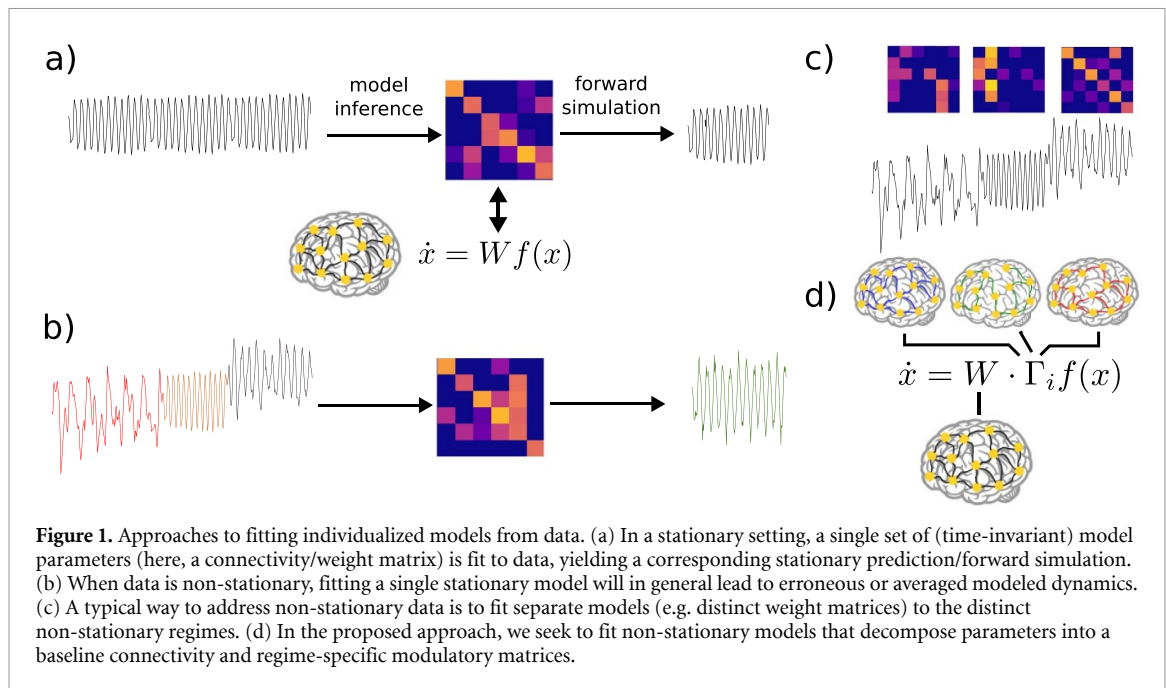 a)
model
inference
forward
simulation
ẋ = W f(x)
b)
c)
d)
ẋ = W · Γᵢ f(x)
Figure 1. Approaches to fitting individualized models from data. (a) In a stationary setting, a single set of (time-invariant) model
parameters (here, a connectivity/weight matrix) is fit to data, yielding a corresponding stationary prediction/forward simulation.
(b) When data is non-stationary, fitting a single stationary model will in general lead to erroneous or averaged modeled dynamics.
(c) A typical way to address non-stationary data is to fit separate models (e.g. distinct weight matrices) to the distinct
non-stationary regimes. (d) In the proposed approach, we seek to fit non-stationary models that decompose parameters into a
baseline connectivity and regime-specific modulatory matrices.